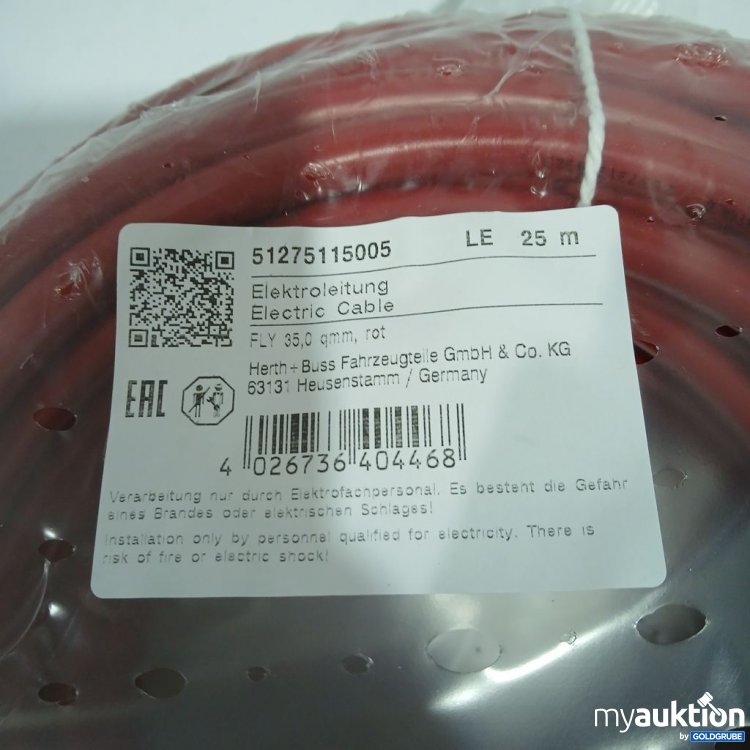 51275115005 LE 25 m
Elektroleitung
Electric Cable
FLY 35,0 qmm, rot
Herth+Buss Fahrzeugteile GmbH & Co. KG
63131 Heusenstamm / Germany
EAC
4 026736 404468
Verarbeitung nur durch Elektrofachpersonal. Es besteht die Gefahr
eines Brandes oder elektrischen Schlages!
Installation only by personnel qualified for electricity. There is
risk of fire or electric shock!
myauktion
by GOLDGRUBE